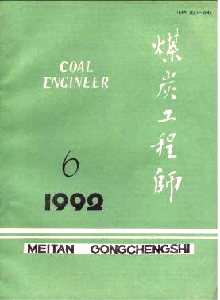 COAL
ENGINEER
煤炭工程師
6
1992
MEITAN GONGCHENGSHI